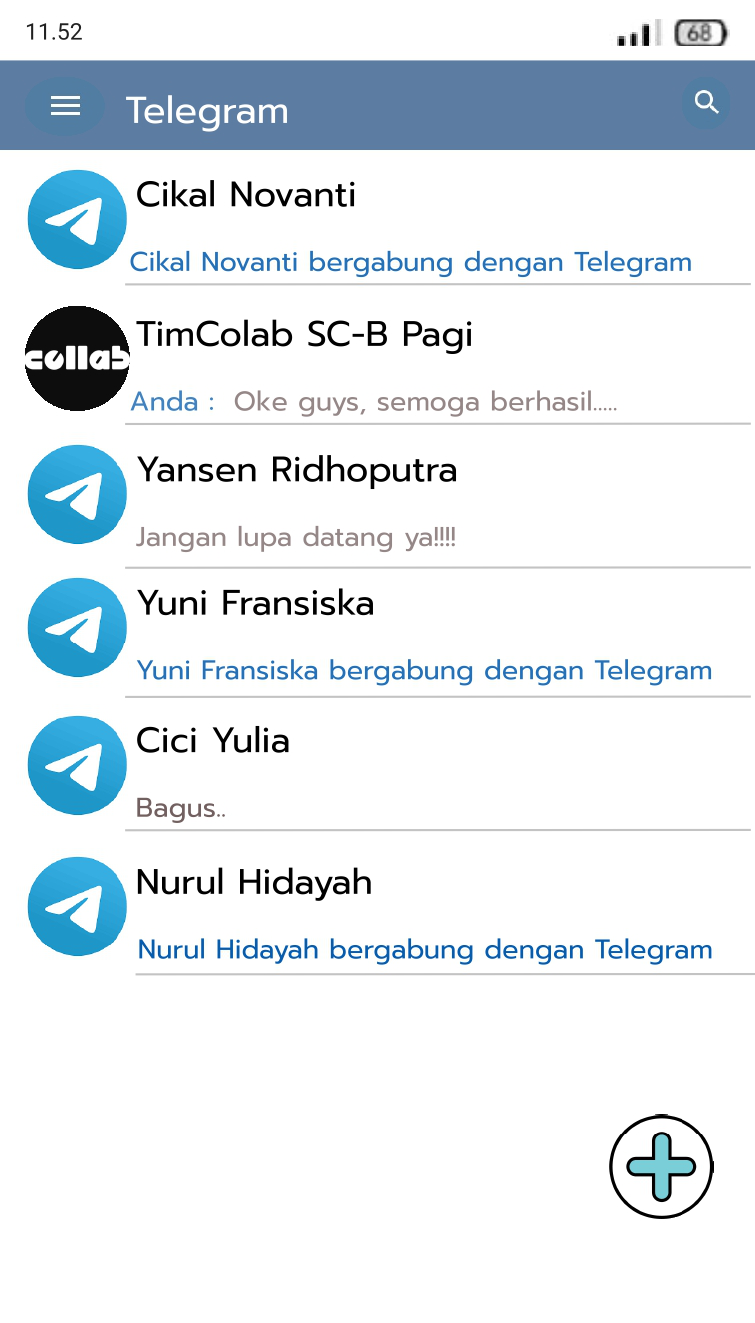 11.52
68
Telegram
Cikal Novanti
Cikal Novanti bergabung dengan Telegram
collab
TimColab SC-B Pagi
Anda : Oke guys, semoga berhasil.....
Yansen Ridhoputra
Jangan lupa datang ya!!!!
Yuni Fransiska
Yuni Fransiska bergabung dengan Telegram
Cici Yulia
Bagus..
Nurul Hidayah
Nurul Hidayah bergabung dengan Telegram